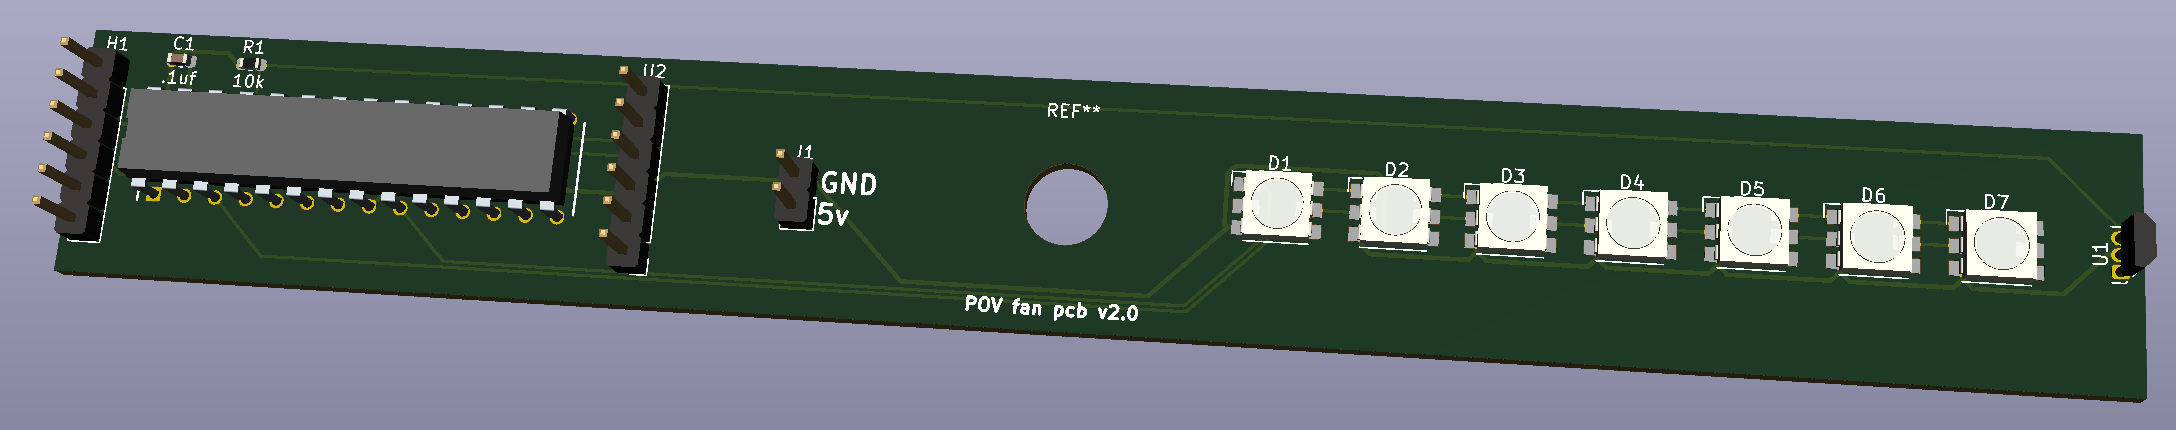 H1
C1
.1uf
R1
10k
U2
J1
GND
5v
REF**
D1
D2
D3
D4
D5
D6
D7
U1
POV fan pcb v2.0